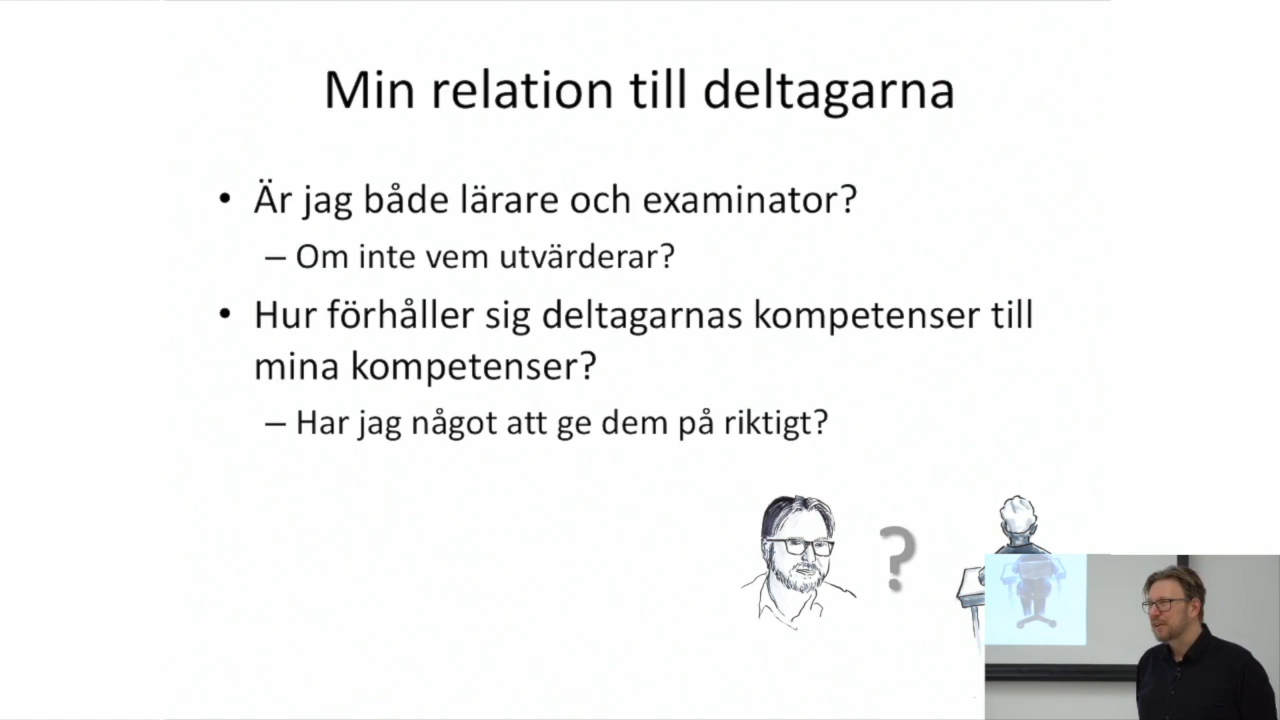 Min relation till deltagarna
• Är jag både lärare och examinator?
– Om inte vem utvärderar?
• Hur förhåller sig deltagarnas kompetenser till
mina kompetenser?
– Har jag något att ge dem på riktigt?
?